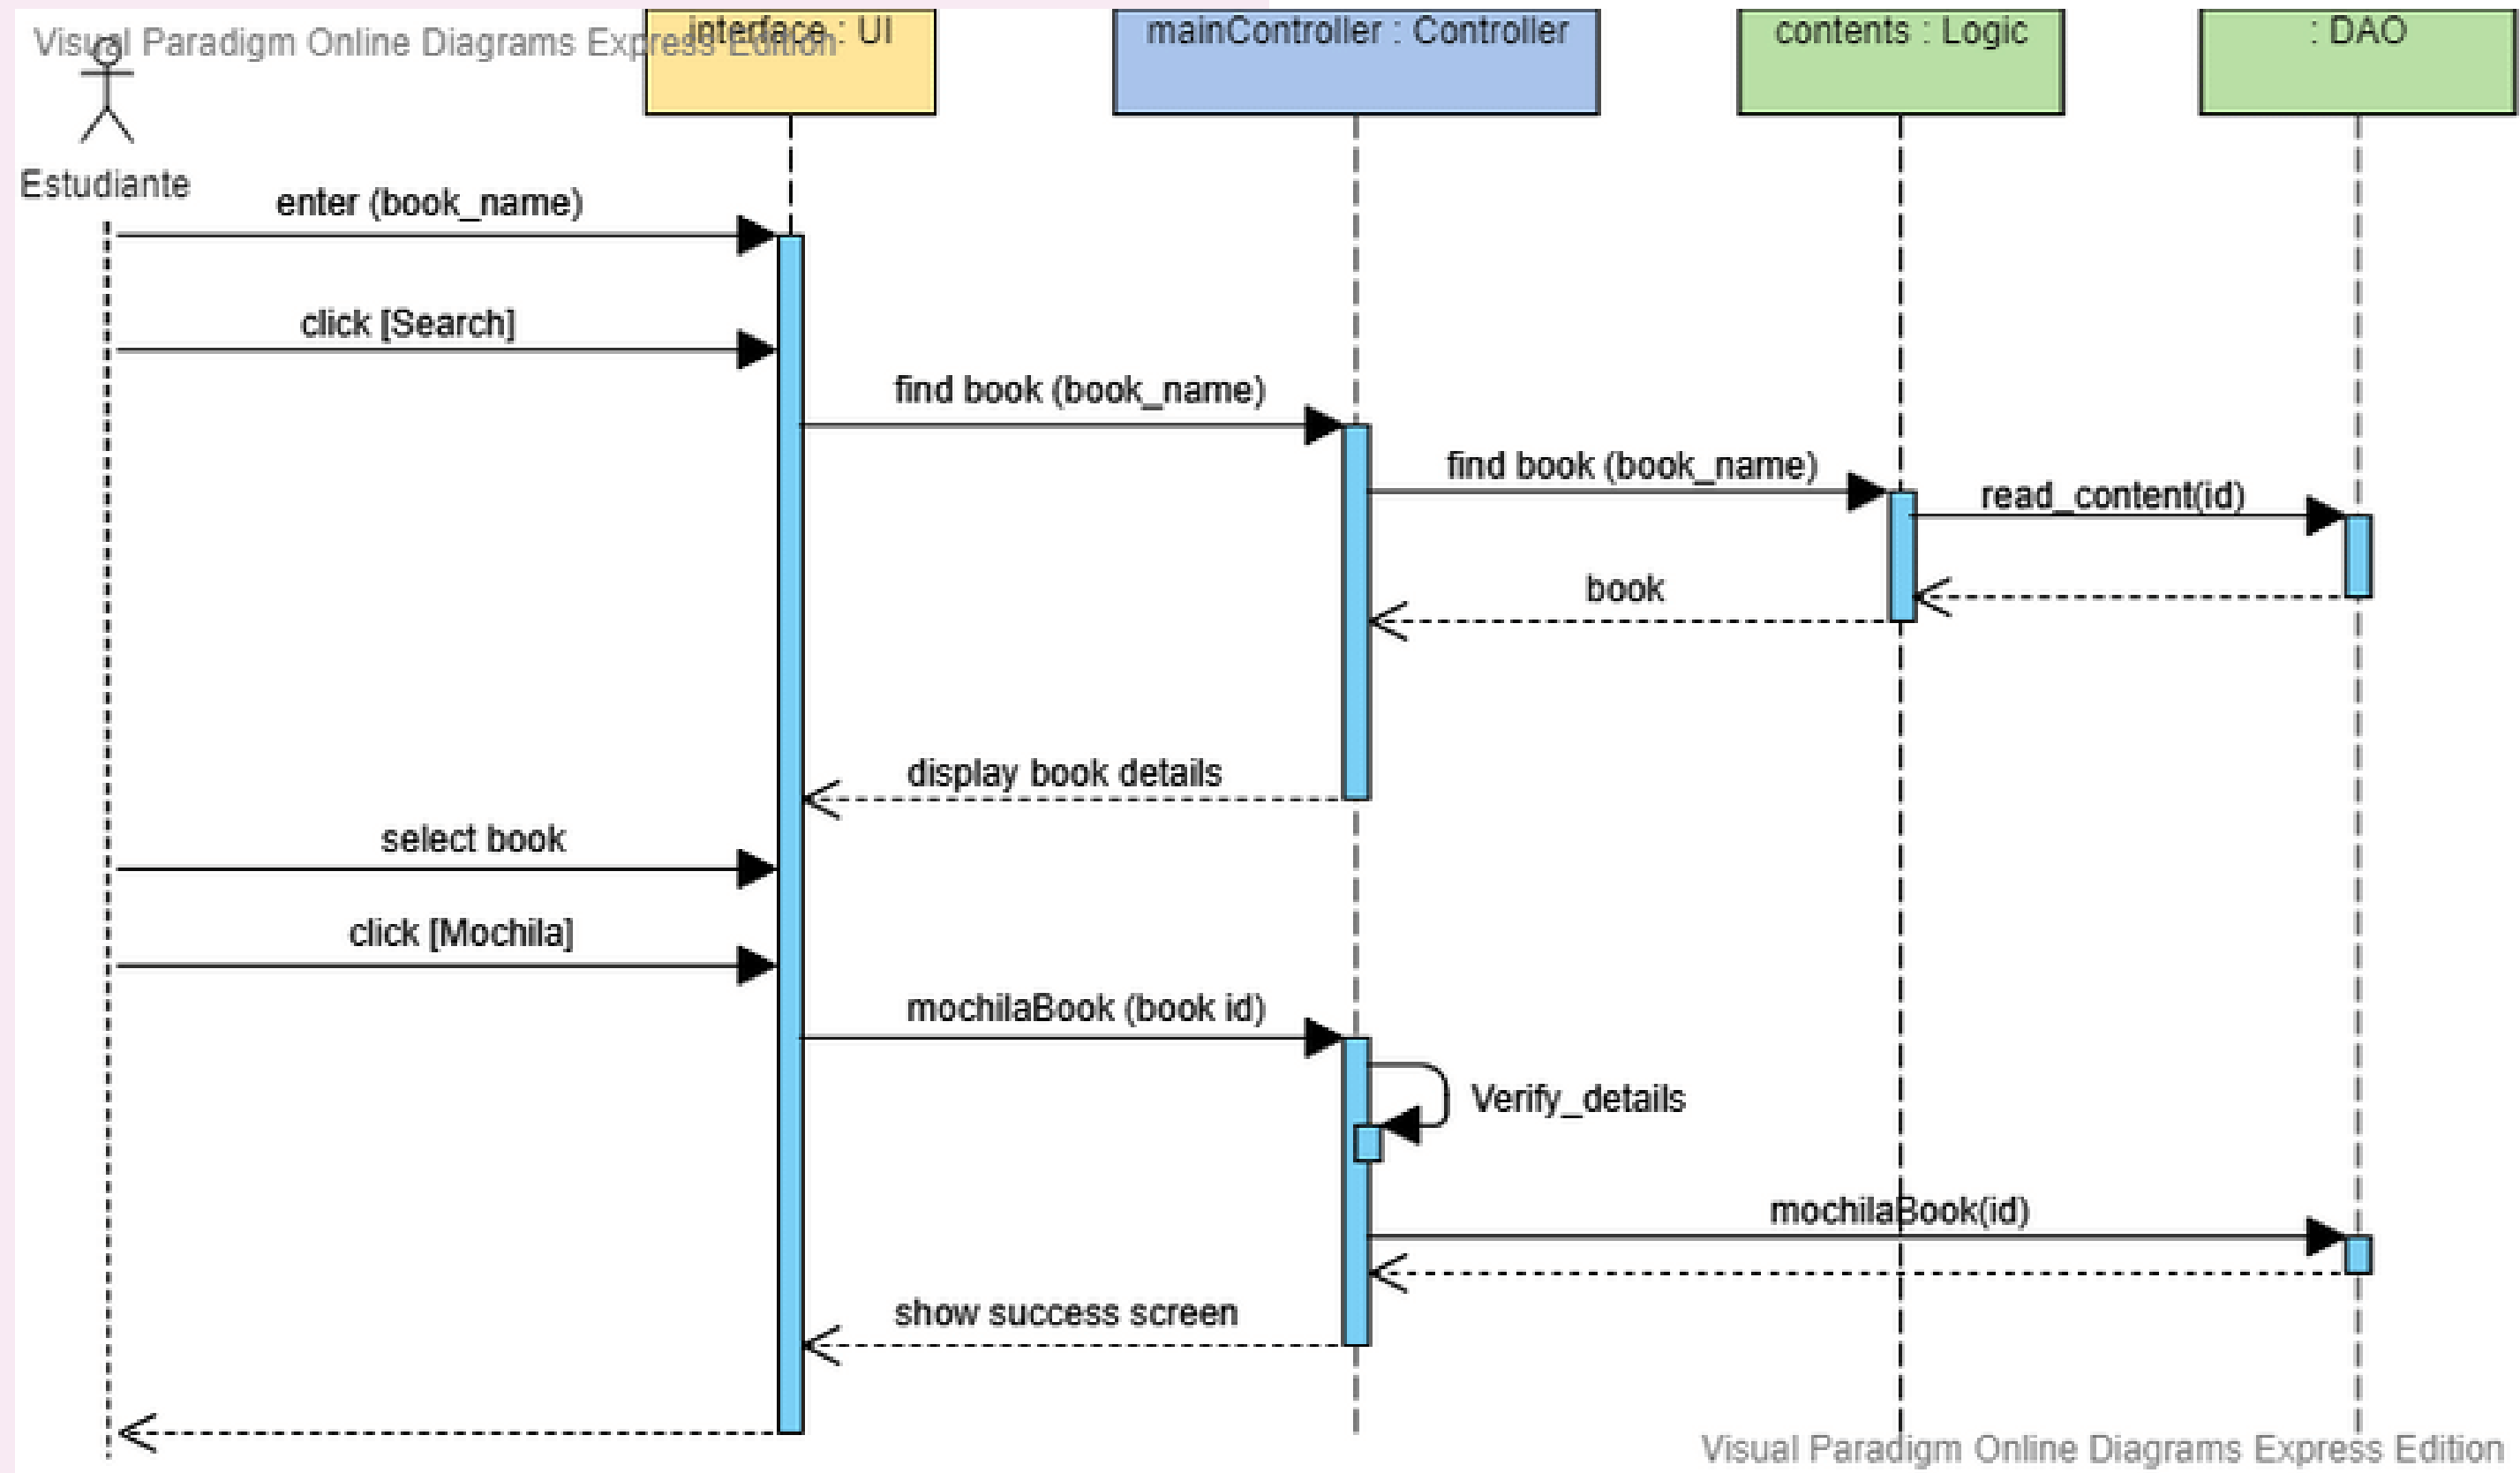 Visual Paradigm Online Diagrams Express Edition
interface : UI
mainController : Controller
contents : Logic
: DAO
Estudiante
enter (book_name)
click [Search]
find book (book_name)
find book (book_name)
read_content(id)
book
display book details
select book
click [Mochila]
mochilaBook (book id)
Verify_details
mochilaBook(id)
show success screen
Visual Paradigm Online Diagrams Express Edition